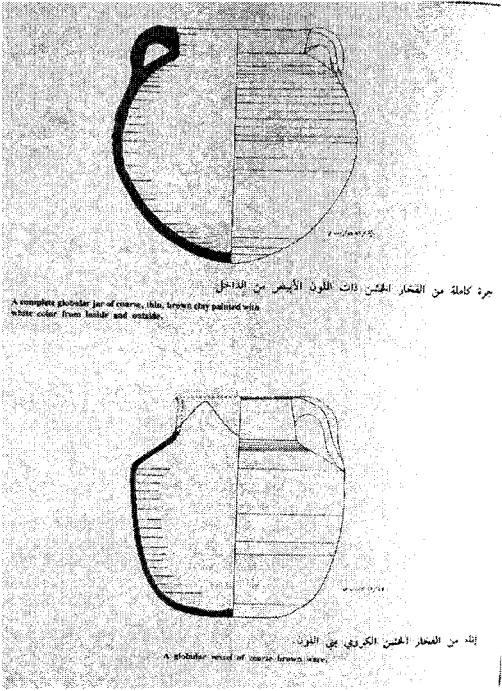 جرة كاملة من الفخار الخشن ذات اللون الأبيض من الداخل.
A complete globular jar of coarse, thin, brown clay painted with
white color from inside and outside.
إناء من الفخار الخشن الكروي بني اللون.
A globular vessel of coarse brown ware.